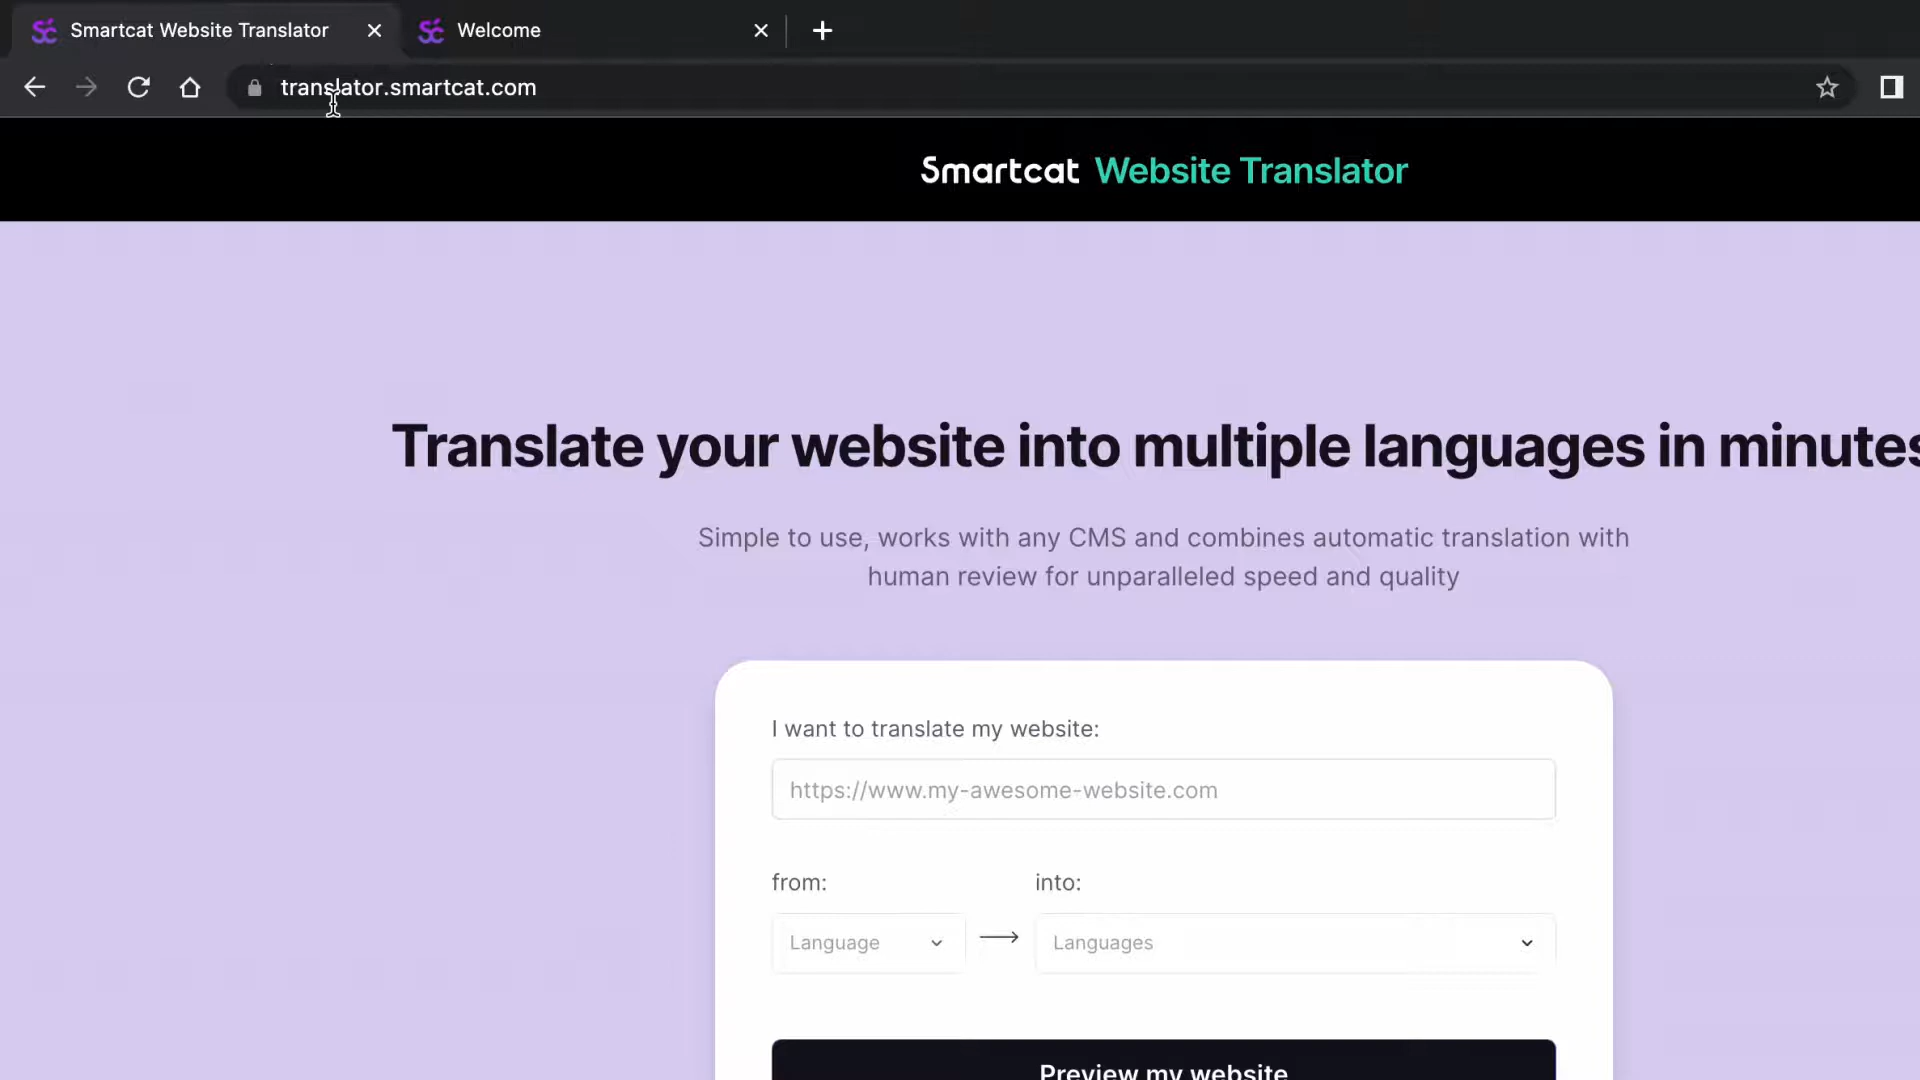 Smartcat Website Translator
Welcome
translator.smartcat.com
Smartcat Website Translator
Translate your website into multiple languages in minutes
Simple to use, works with any CMS and combines automatic translation with
human review for unparalleled speed and quality
I want to translate my website:
https://www.my-awesome-website.com
from:
into:
Language
Languages
Preview my website